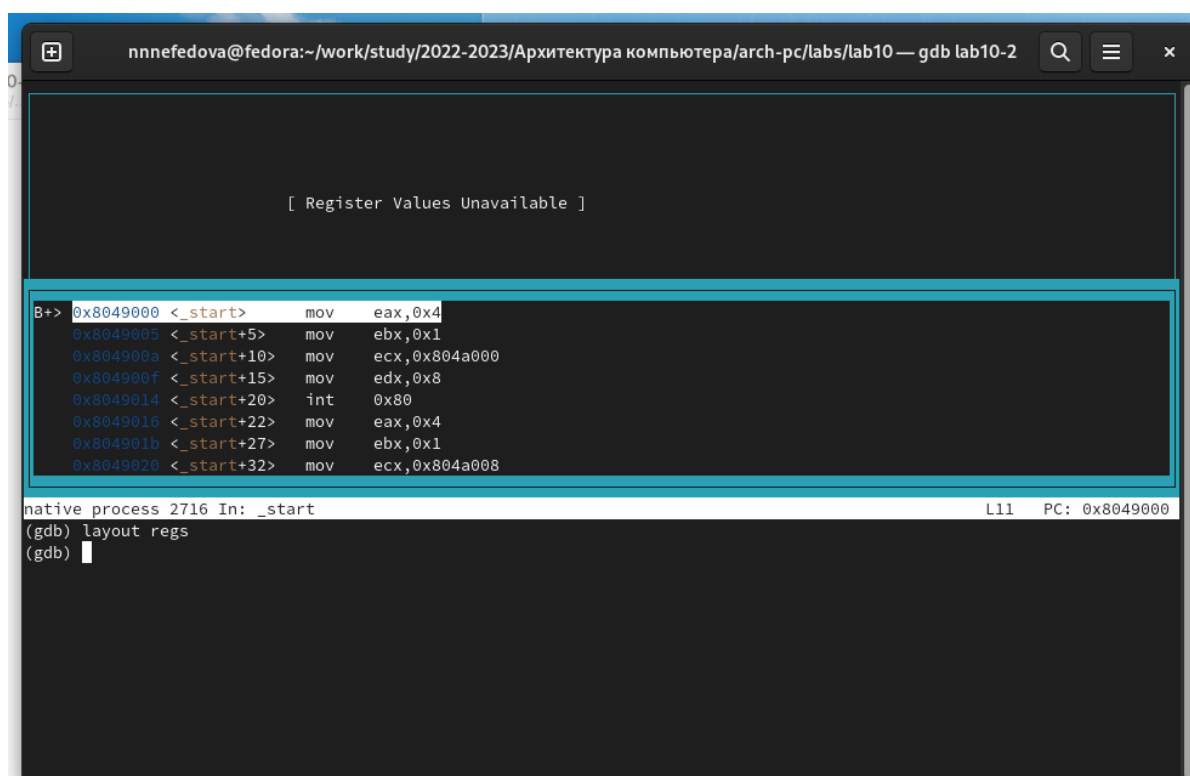 nnnefedova@fedora:~/work/study/2022-2023/Архитектура компьютера/arch-pc/labs/lab10 — gdb lab10-2
[ Register Values Unavailable ]
B+> 0x8049000 <_start> mov eax,0x4
0x8049005 <_start+5> mov ebx,0x1
0x804900a <_start+10> mov ecx,0x804a000
0x804900f <_start+15> mov edx,0x8
0x8049014 <_start+20> int 0x80
0x8049016 <_start+22> mov eax,0x4
0x804901b <_start+27> mov ebx,0x1
0x8049020 <_start+32> mov ecx,0x804a008
native process 2716 In: _start L11 PC: 0x8049000
(gdb) layout regs
(gdb)